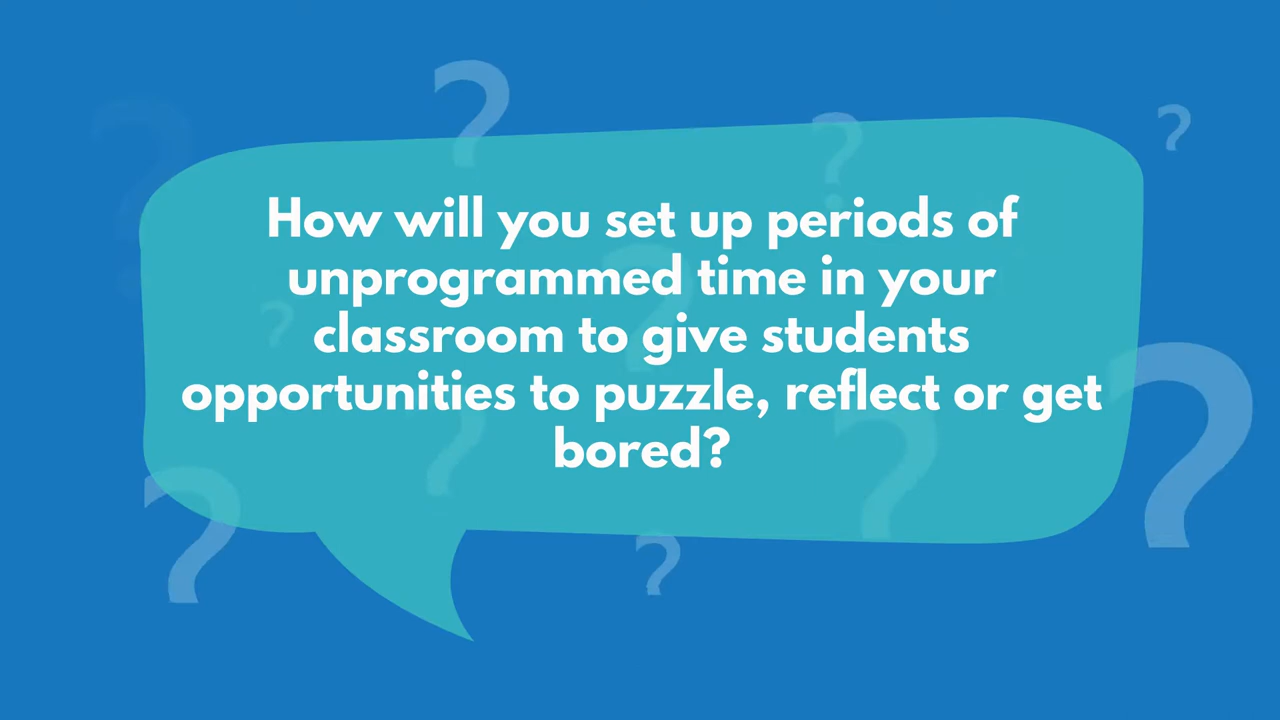 How will you set up periods of
unprogrammed time in your
classroom to give students
opportunities to puzzle, reflect or get
bored?